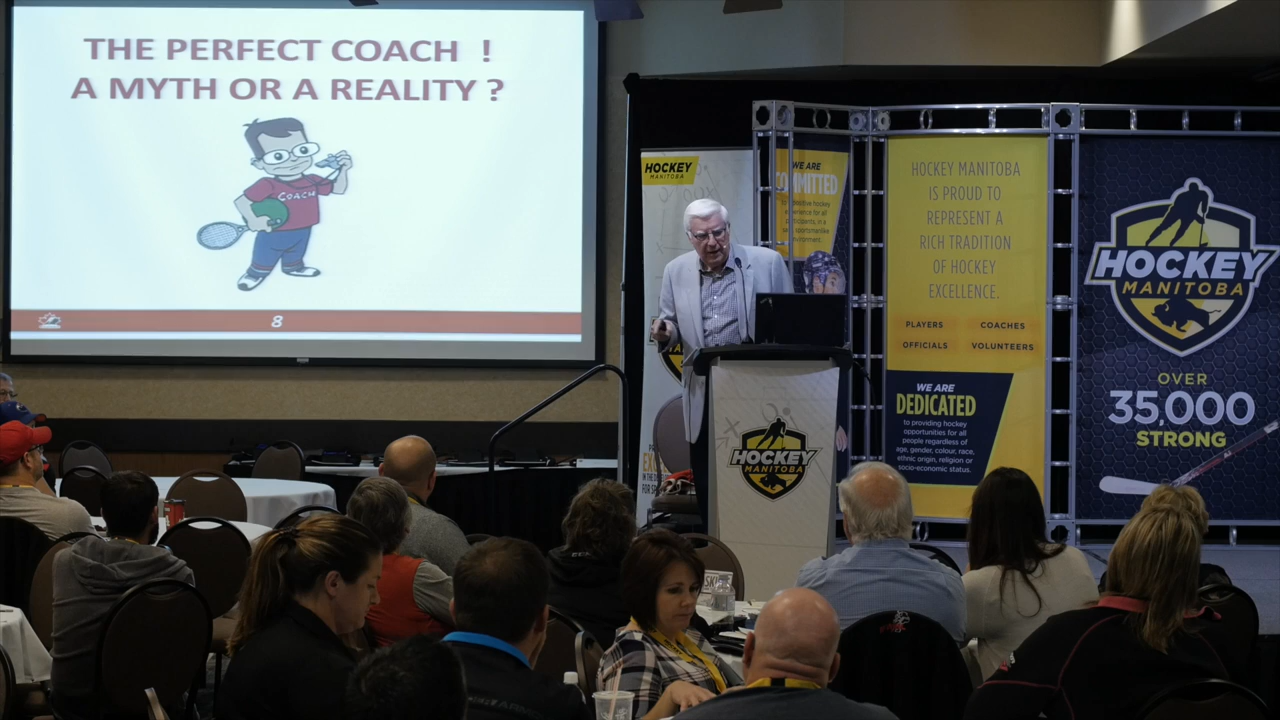 THE PERFECT COACH !
A MYTH OR A REALITY ?
COACH
8
HOCKEY
MANITOBA
WE ARE
COMMITTED
HOCKEY MANITOBA
IS PROUD TO
REPRESENT A
RICH TRADITION
OF HOCKEY
EXCELLENCE.
PLAYERS
COACHES
OFFICIALS
VOLUNTEERS
WE ARE
DEDICATED
to providing hockey
opportunities for all
people regardless of
age, gender, colour, race,
ethnic origin, religion or
socio-economic status.
HOCKEY
MANITOBA
OVER
35,000
STRONG
HOCKEY
MANITOBA